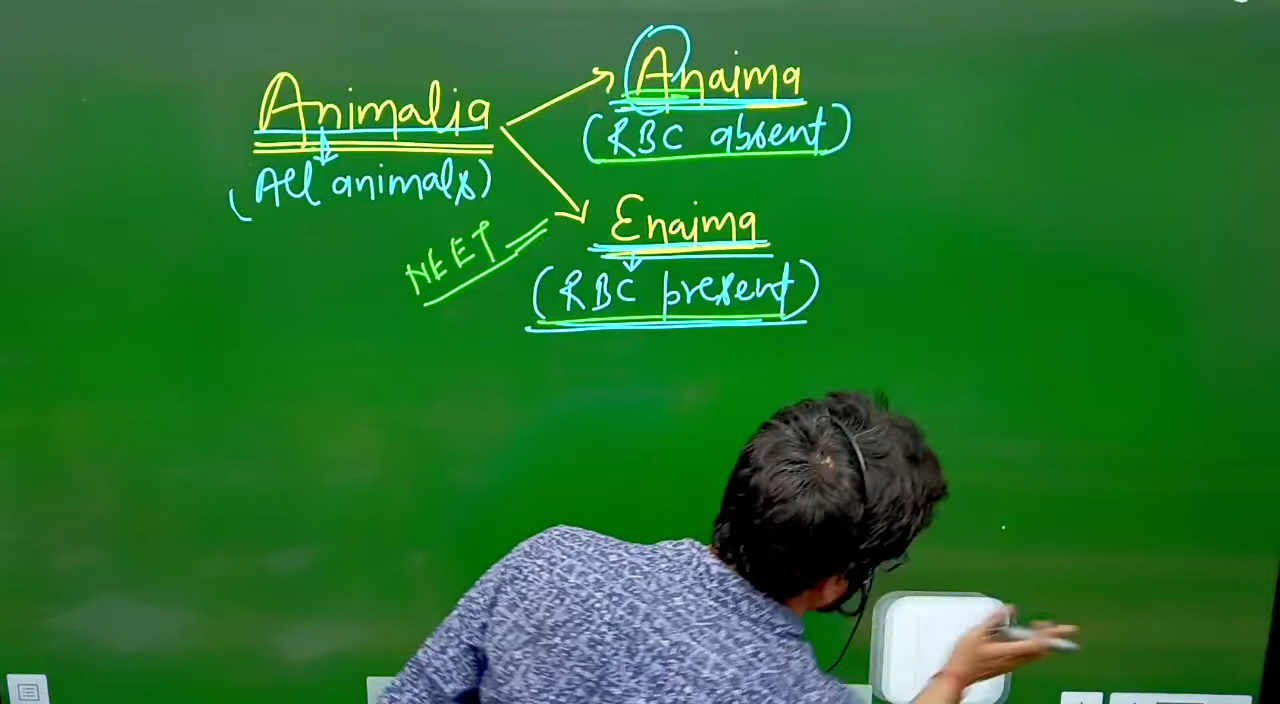 Animalia
(All animals)
Anaima
(RBC absent)
Enaima
(RBC present)
NEET